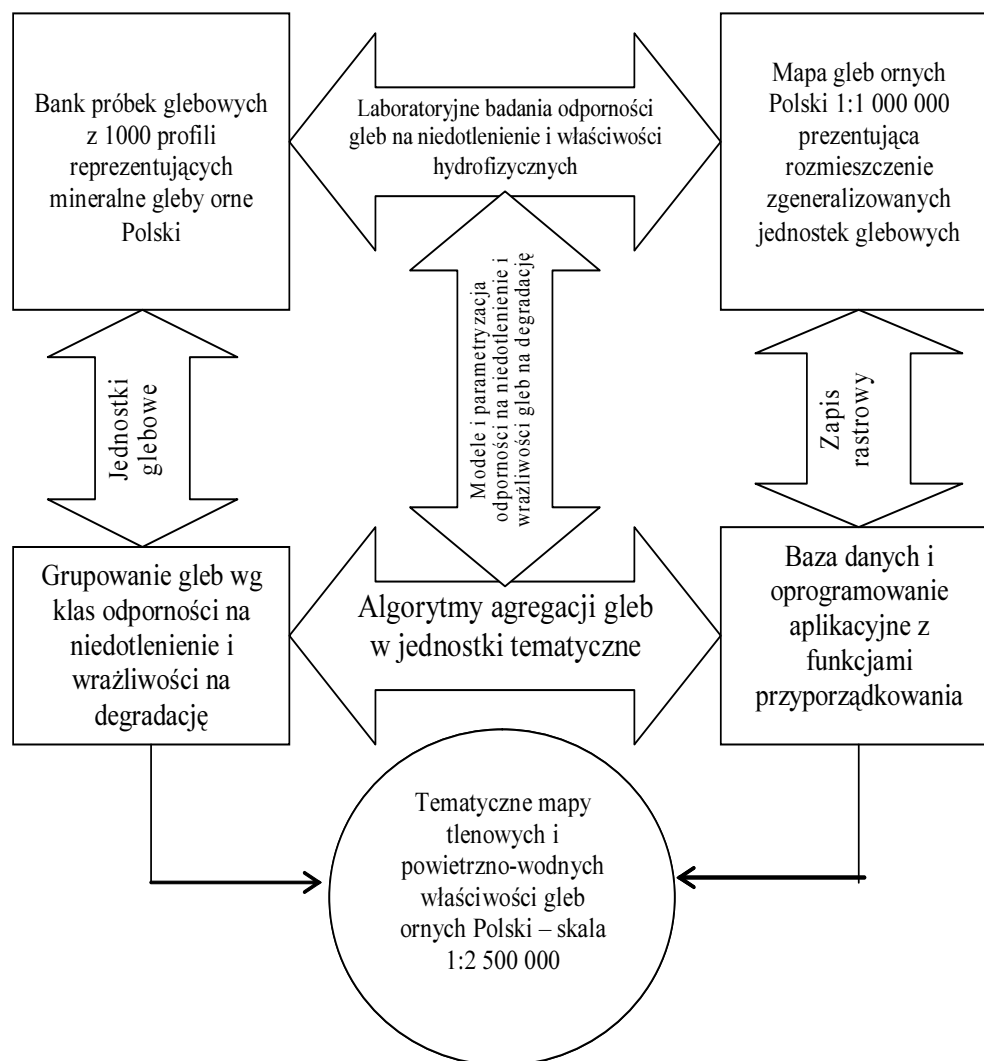 Bank próbek glebowych
z 1000 profili
reprezentujących
mineralne gleby orne
Polski
Laboratoryjne badania odporności
gleb na niedotlenienie i właściwości
hydrofizycznych
Mapa gleb ornych
Polski 1:1 000 000
prezentująca
rozmieszczenie
zgeneralizowanych
jednostek glebowych
Jednostki
glebowe
Modele i parametryzacja
odporności na niedotlenienie i
wrażliwości gleb na degradację
Zapis
rastrowy
Grupowanie gleb wg
klas odporności na
niedotlenienie i
wrażliwości na
degradację
Algorytmy agregacji gleb
w jednostki tematyczne
Baza danych i
oprogramowanie
aplikacyjne z
funkcjami
przyporządkowania
Tematyczne mapy
tlenowych i
powietrzno-wodnych
właściwości gleb
ornych Polski – skala
1:2 500 000